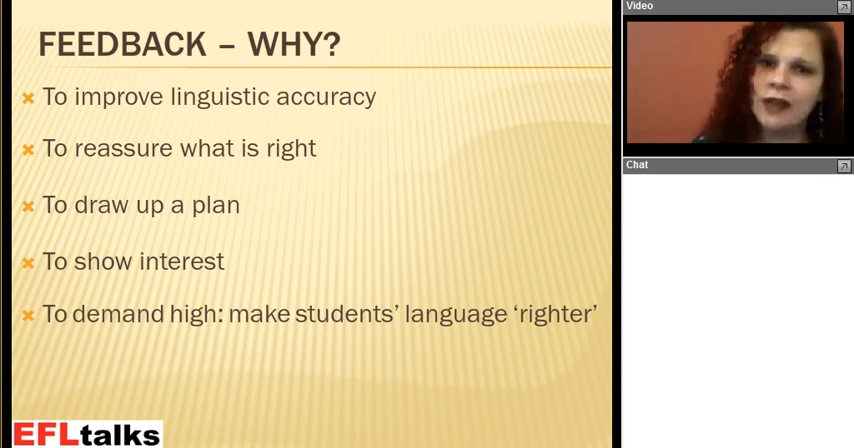 FEEDBACK – WHY?
To improve linguistic accuracy
To reassure what is right
To draw up a plan
To show interest
To demand high: make students’ language ‘righter’
EFLtalks
Video
Chat